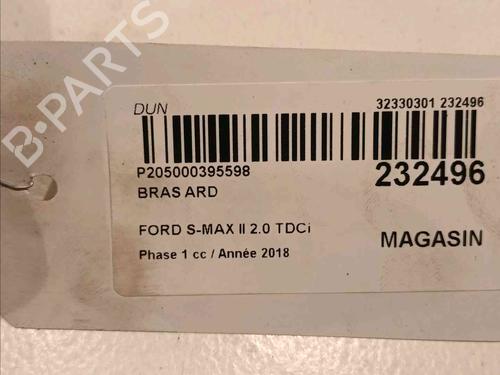 B-PARTS
DUN
32330301 232496
P205000395598
232496
BRAS ARD
FORD S-MAX II 2.0 TDCi
MAGASIN
Phase 1 cc / Année 2018